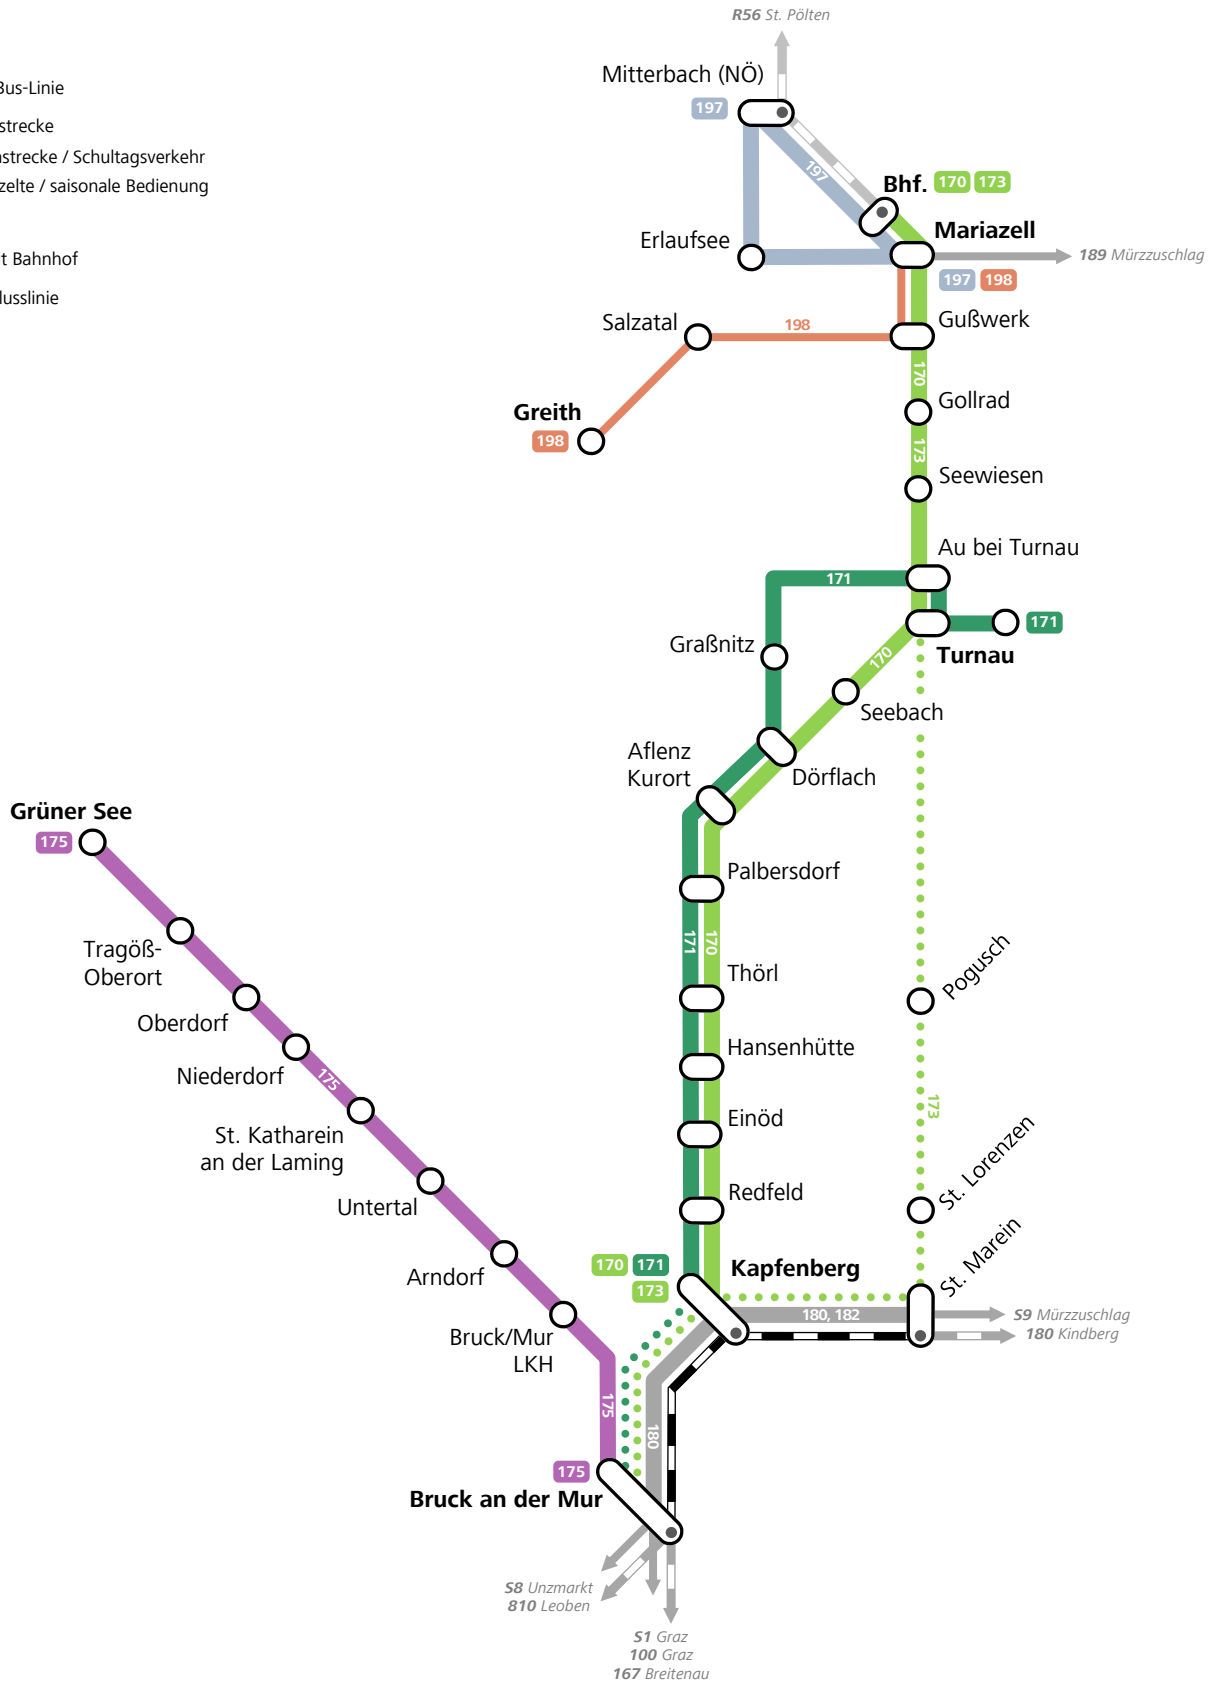 R56 St. Pölten
Mitterbach (NÖ)
197
Bus-Linie
strecke
strecke / Schultagsverkehr
zelte / saisonale Bedienung
t Bahnhof
lusslinie
197
Bhf. 170 173
Mariazell
Erlaufsee
189 Mürzzuschlag
197 198
Salzatal
198
Gußwerk
170
Gollrad
Greith
198
173
Seewiesen
Au bei Turnau
171
171
Graßnitz
170
Turnau
Seebach
Aflenz
Kurort
Dörflach
Grüner See
175
Palbersdorf
Tragöß-
Oberort
171
170
Pogusch
Thörl
Oberdorf
Niederdorf
Hansenhütte
175
173
St. Katharein
an der Laming
Einöd
St. Lorenzen
Untertal
Redfeld
Arndorf
170 171
173
Kapfenberg
St. Marein
180, 182
S9 Mürzzuschlag
180 Kindberg
Bruck/Mur
LKH
175
180
175
Bruck an der Mur
S8 Unzmarkt
810 Leoben
S1 Graz
100 Graz
167 Breitenau